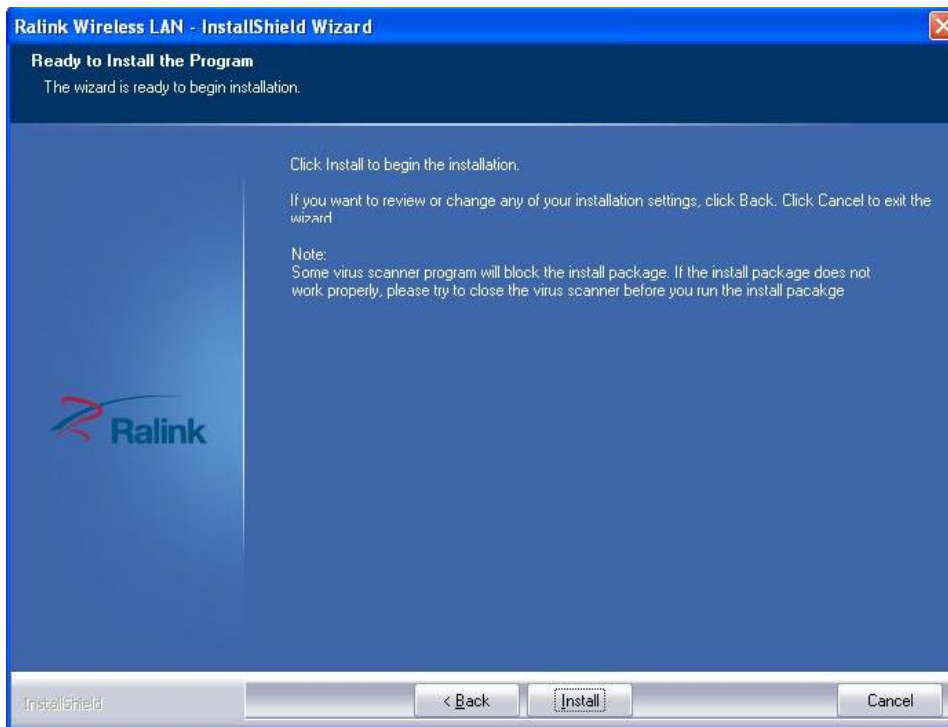 Ralink Wireless LAN - InstallShield Wizard
Ready to Install the Program
The wizard is ready to begin installation.
Click Install to begin the installation.
If you want to review or change any of your installation settings, click Back. Click Cancel to exit the
wizard
Note:
Some virus scanner program will block the install package. If the install package does not
work properly, please try to close the virus scanner before you run the install pacakge
Ralink
InstallShield
< Back
Install
Cancel